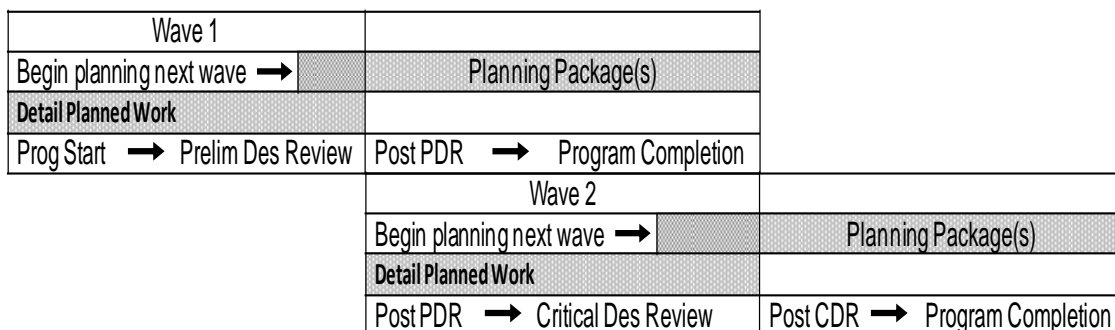 Wave 1
Begin planning next wave → Planning Package(s)
Detail Planned Work
Prog Start → Prelim Des Review Post PDR → Program Completion
Wave 2
Begin planning next wave → Planning Package(s)
Detail Planned Work
Post PDR → Critical Des Review Post CDR → Program Completion